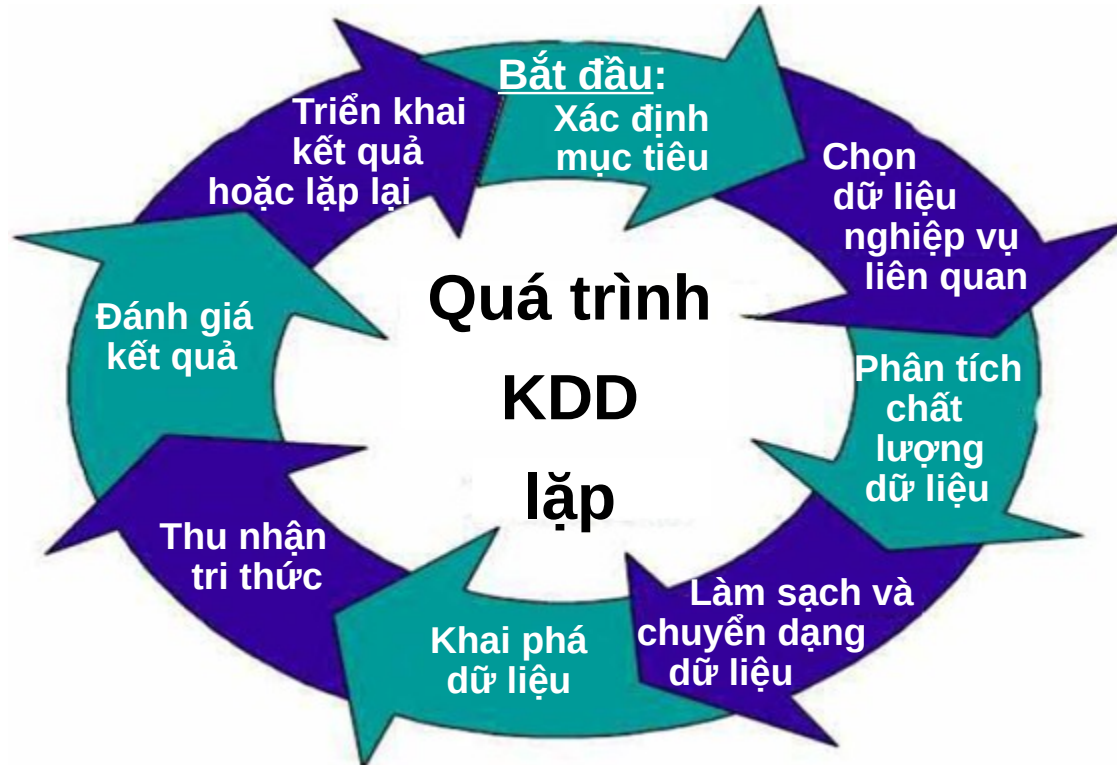 Bắt đầu:
Xác định
mục tiêu
Chọn
dữ liệu
nghiệp vụ
liên quan
Phân tích
chất
lượng
dữ liệu
Làm sạch và
chuyển dạng
dữ liệu
Khai phá
dữ liệu
Thu nhận
tri thức
Đánh giá
kết quả
Triển khai
kết quả
hoặc lặp lại
Quá trình
KDD
lặp